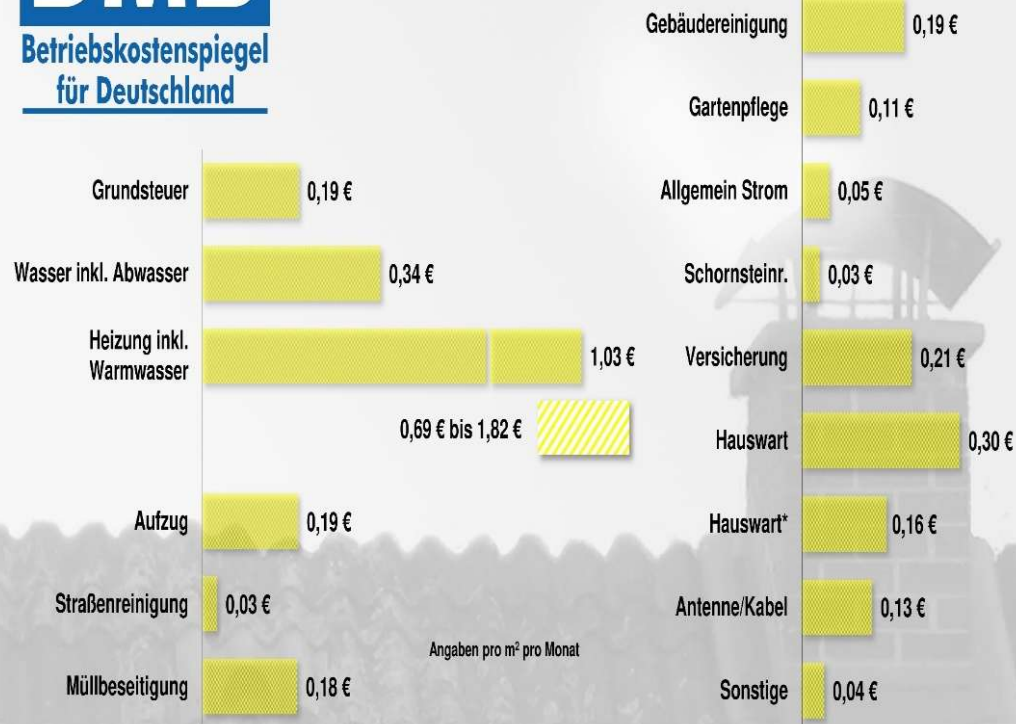 DMB
Betriebskostenspiegel
für Deutschland
Grundsteuer 0,19 €
Wasser inkl. Abwasser 0,34 €
Heizung inkl.
Warmwasser 1,03 €
0,69 € bis 1,82 €
Aufzug 0,19 €
Straßenreinigung 0,03 €
Müllbeseitigung 0,18 €
Angaben pro m² pro Monat
Gebäudereinigung 0,19 €
Gartenpflege 0,11 €
Allgemein Strom 0,05 €
Schornsteinr. 0,03 €
Versicherung 0,21 €
Hauswart 0,30 €
Hauswart* 0,16 €
Antenne/Kabel 0,13 €
Sonstige 0,04 €